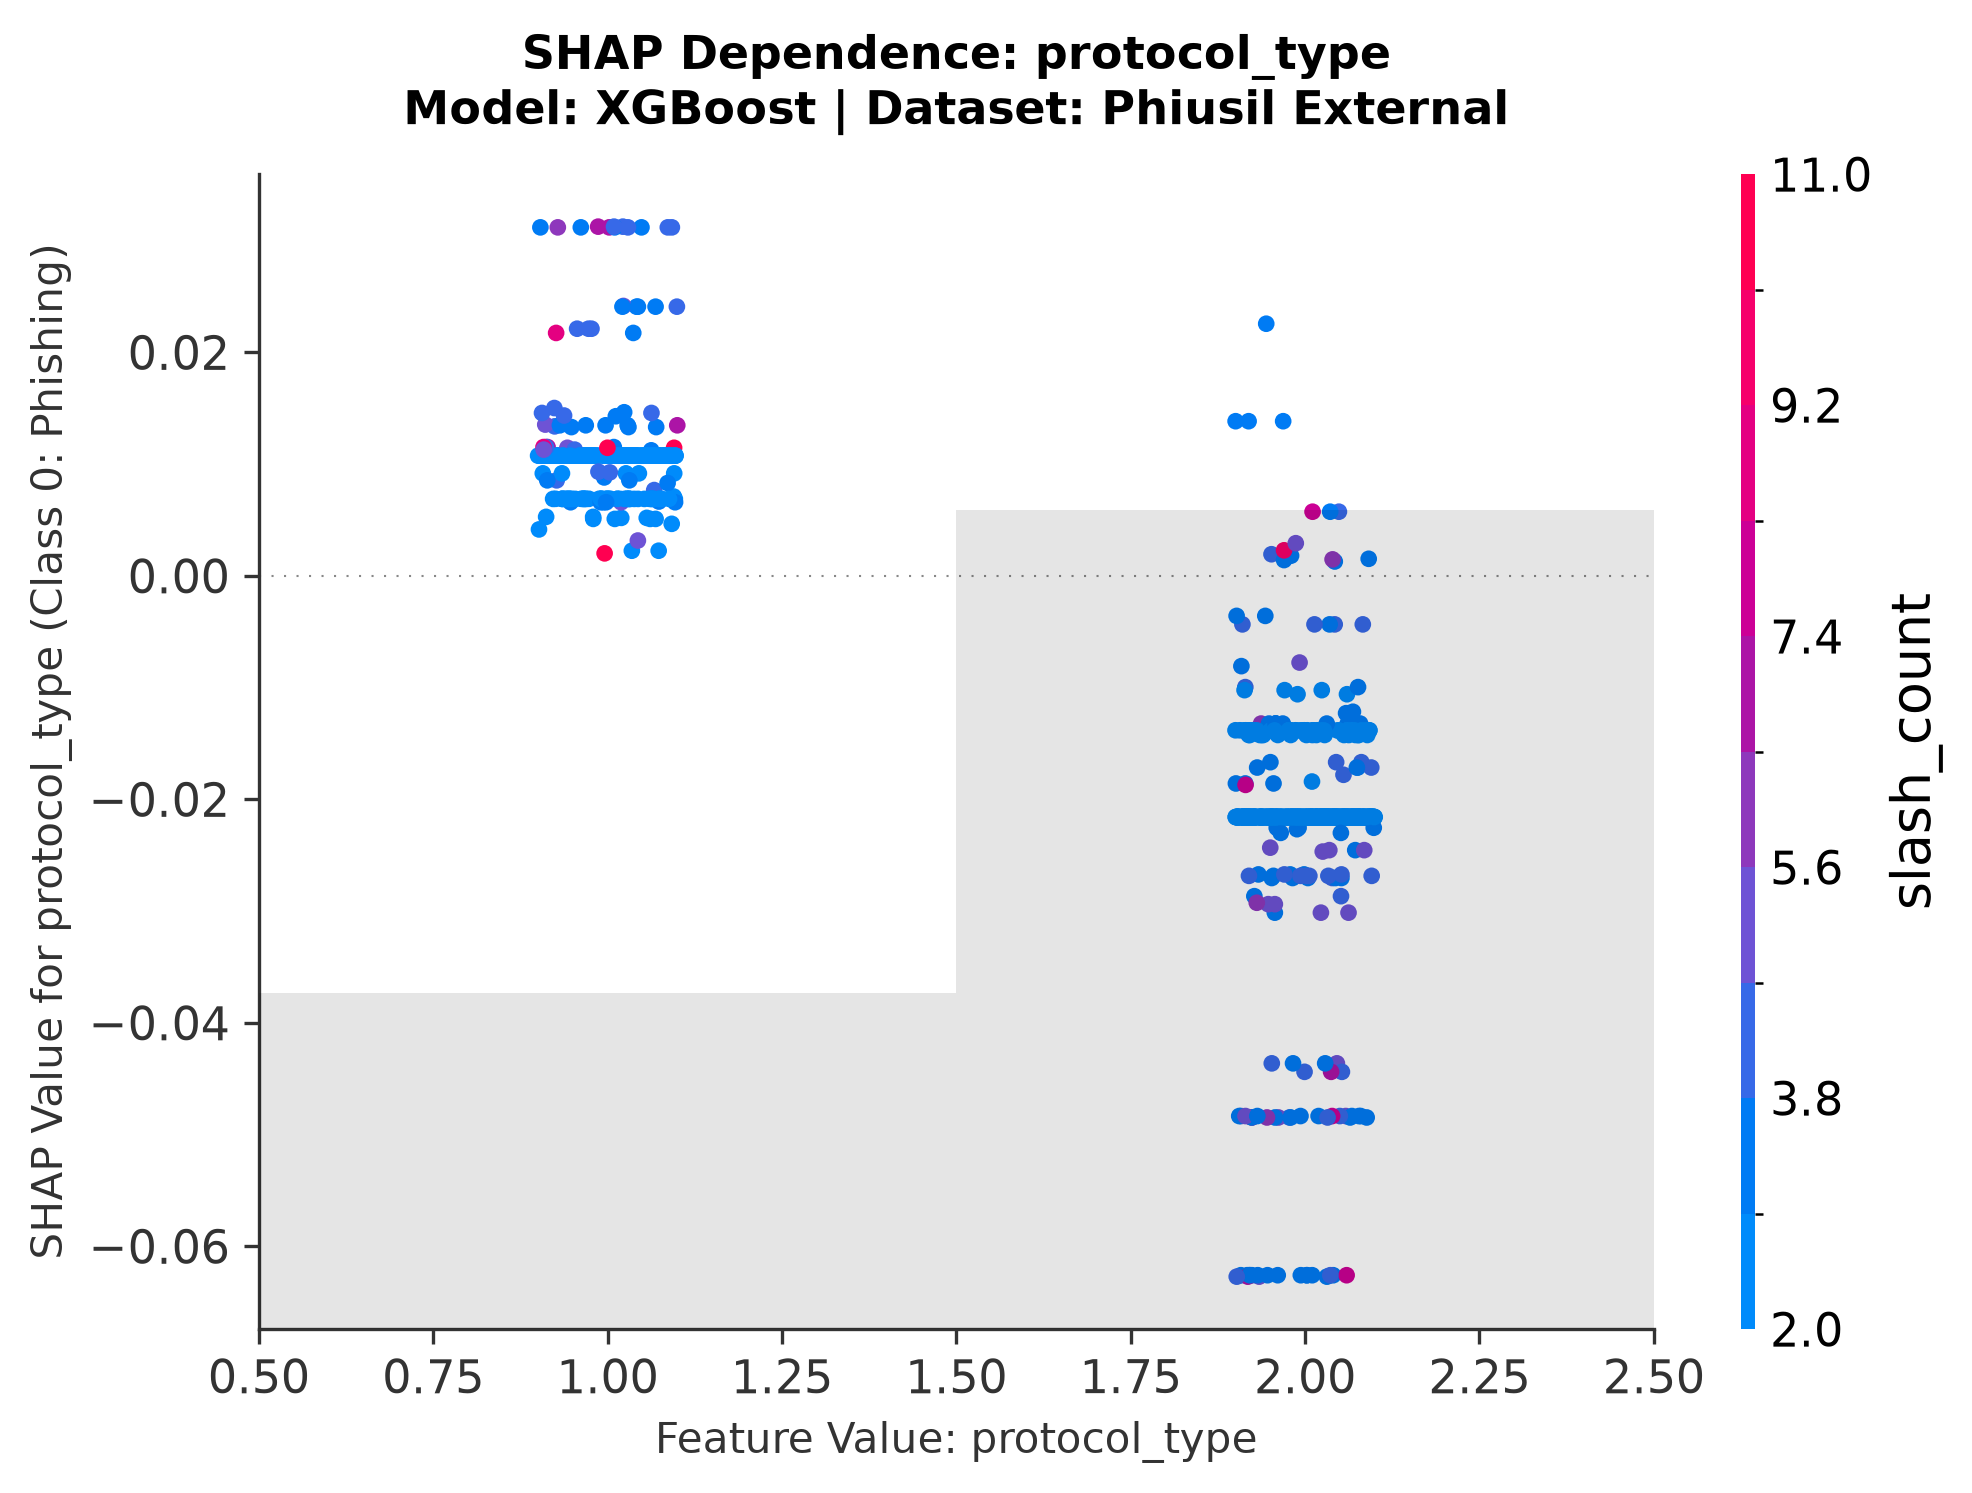 SHAP Dependence: protocol_type
Model: XGBoost | Dataset: Phiusil External
SHAP Value for protocol_type (Class 0: Phishing)
0.02
0.00
−0.02
−0.04
−0.06
0.50 0.75 1.00 1.25 1.50 1.75 2.00 2.25 2.50
Feature Value: protocol_type
11.0
9.2
7.4
5.6
3.8
2.0
slash_count